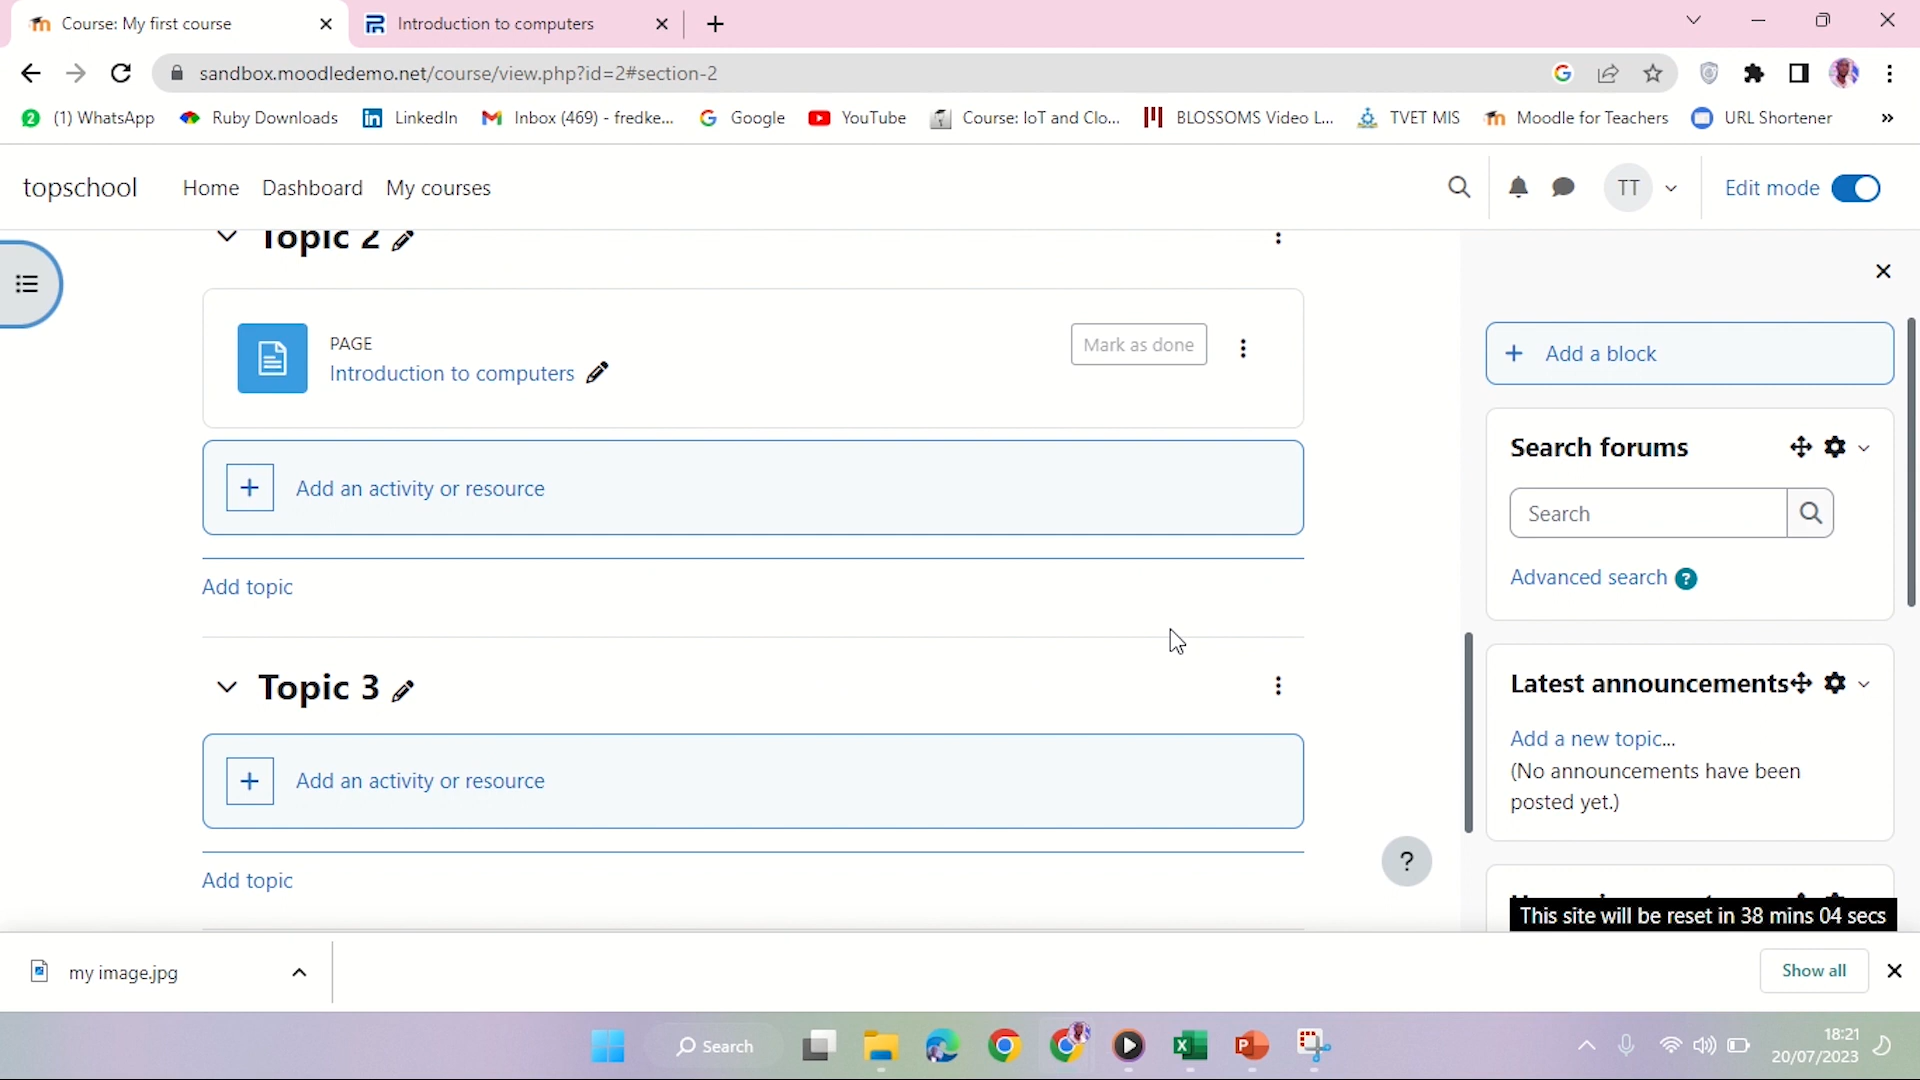 Course: My first course
Introduction to computers
sandbox.moodledemo.net/course/view.php?id=2#section-2
(1) WhatsApp
Ruby Downloads
LinkedIn
Inbox (469) - fredke...
Google
YouTube
Course: IoT and Clo...
BLOSSOMS Video L...
TVET MIS
Moodle for Teachers
URL Shortener
»
topschool
Home
Dashboard
My courses
TT
Edit mode
Topic 2
PAGE
Introduction to computers
Mark as done
Add an activity or resource
Add topic
Topic 3
Add an activity or resource
Add topic
Add a block
Search forums
Search
Advanced search
Latest announcements
Add a new topic...
(No announcements have been
posted yet.)
This site will be reset in 38 mins 04 secs
my image.jpg
Show all
Search
18:21
20/07/2023